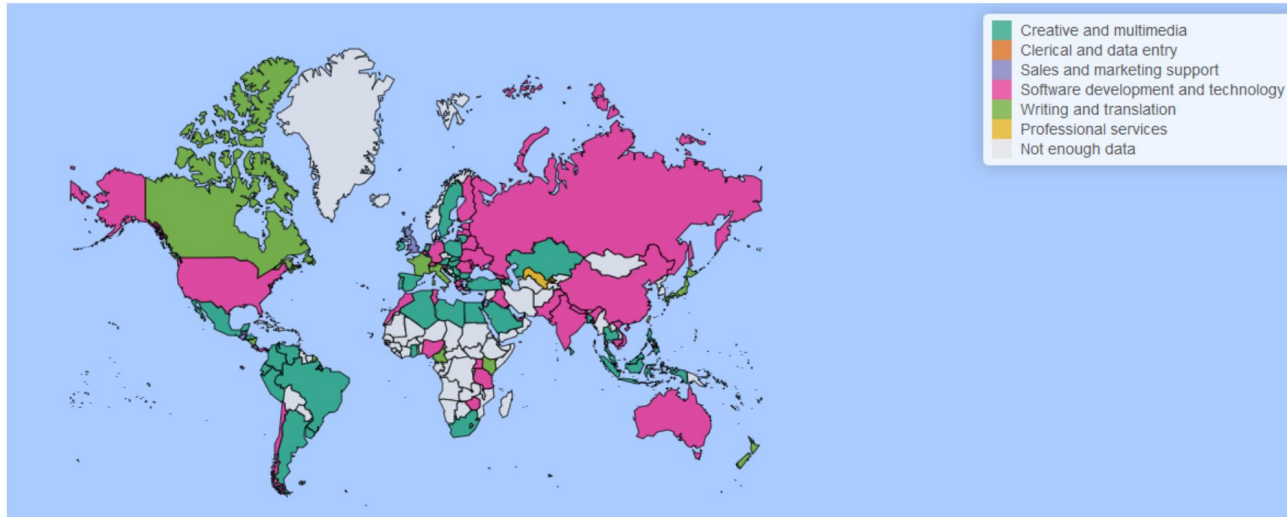 Creative and multimedia
Clerical and data entry
Sales and marketing support
Software development and technology
Writing and translation
Professional services
Not enough data